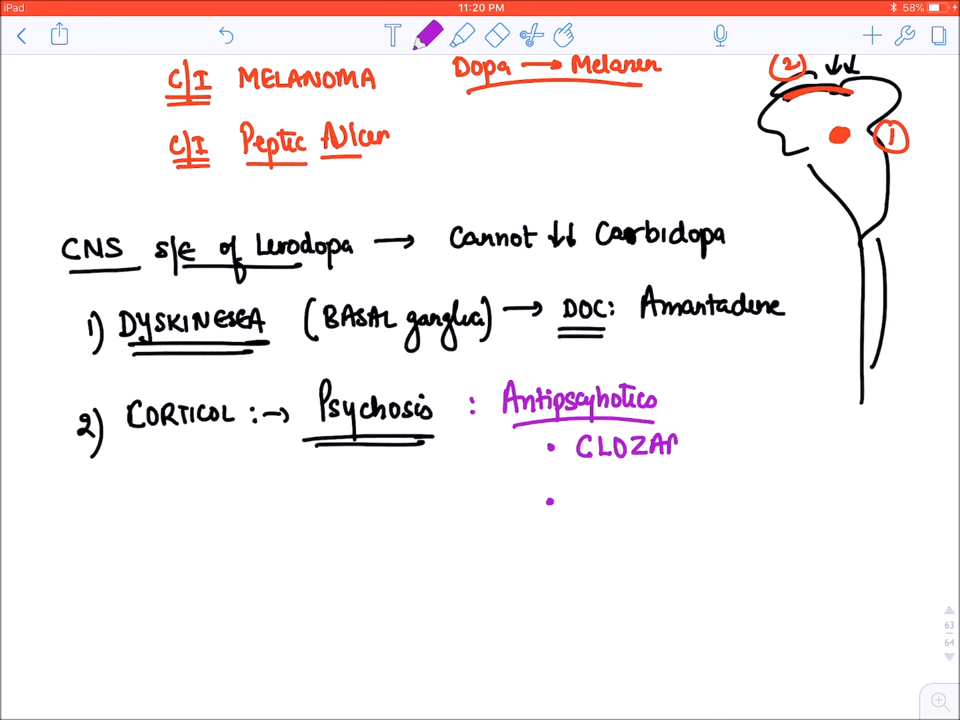 iPad 11:20 PM 58%
T
② ↓↓
C/I MELANOMA Dopa → Melanin
①
C/I Peptic Ulcer
CNS s/e of Levodopa → Cannot ↓↓ Carbidopa
1) DYSKINESIA (BASAL ganglia) → DOC: Amantadine
2) CORTICOL :→ Psychosis : Antipscyhotics
• CLOZAP
•
63
64